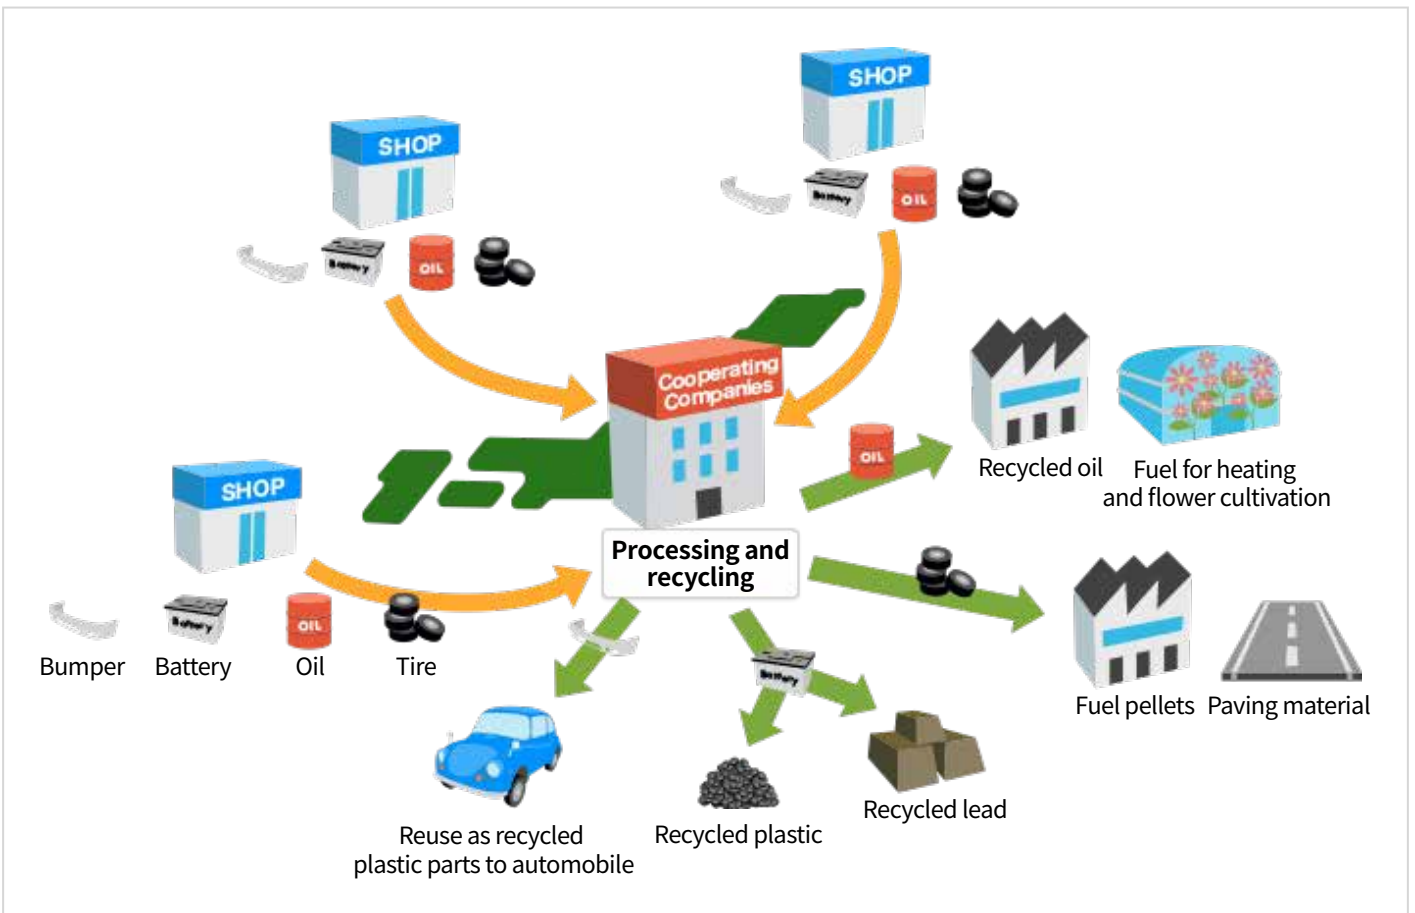 SHOP
SHOP
Battery
OIL
Battery
OIL
Cooperating
Companies
OIL
Recycled oil
Fuel for heating
and flower cultivation
SHOP
Processing and
recycling
Battery
OIL
Bumper
Battery
Oil
Tire
Battery
Fuel pellets
Paving material
Recycled lead
Reuse as recycled
plastic parts to automobile
Recycled plastic